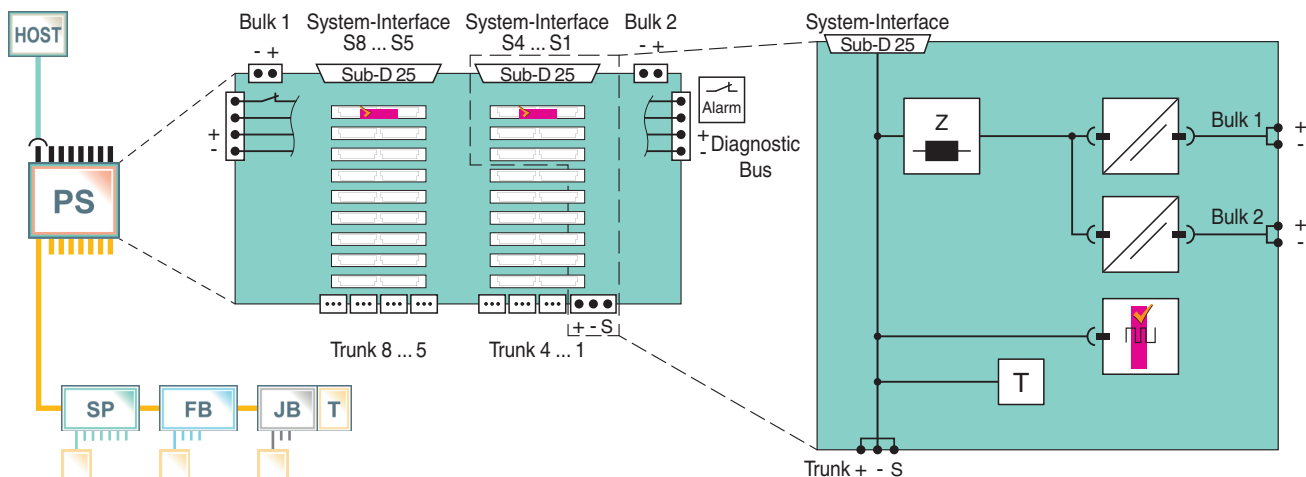 HOST
PS
SP
FB
JB
T
Bulk 1
- +
System-Interface
S8 ... S5
Sub-D 25
System-Interface
S4 ... S1
Sub-D 25
Bulk 2
- +
Alarm
+
-
+
-
Diagnostic
Bus
+ - S
Trunk 8 ... 5
Trunk 4 ... 1
System-Interface
Sub-D 25
Z
Bulk 1
+
-
Bulk 2
+
-
T
Trunk + - S